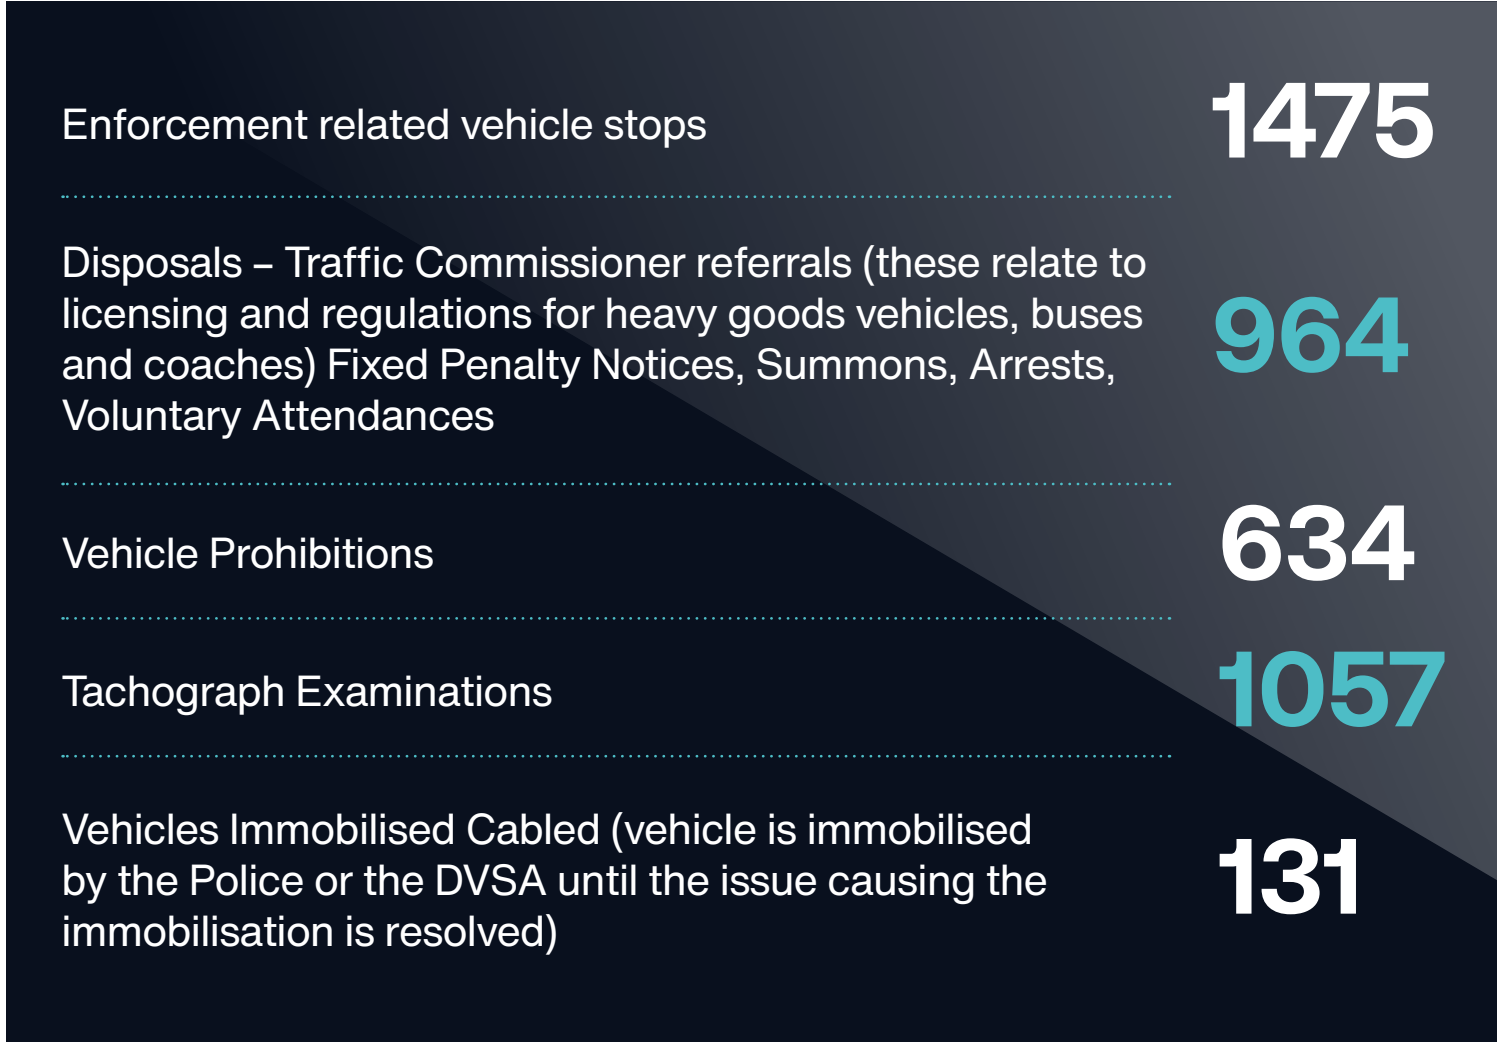 Enforcement related vehicle stops
1475
Disposals – Traffic Commissioner referrals (these relate to
licensing and regulations for heavy goods vehicles, buses
and coaches) Fixed Penalty Notices, Summons, Arrests,
Voluntary Attendances
964
Vehicle Prohibitions
634
Tachograph Examinations
1057
Vehicles Immobilised Cabled (vehicle is immobilised
by the Police or the DVSA until the issue causing the
immobilisation is resolved)
131